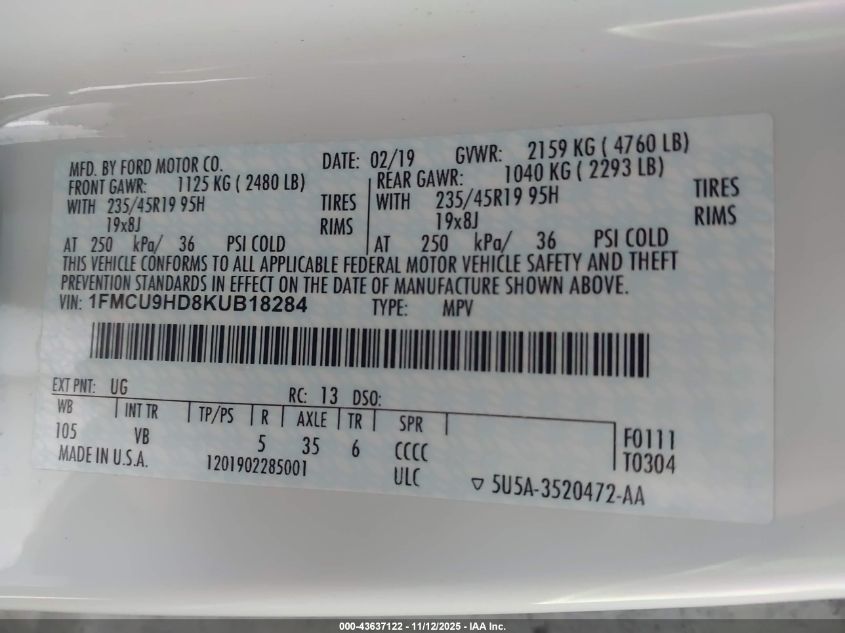 MFD. BY FORD MOTOR CO. DATE: 02/19 GVWR: 2159 KG ( 4760 LB)
FRONT GAWR: 1125 KG ( 2480 LB) REAR GAWR: 1040 KG ( 2293 LB)
WITH 235/45R19 95H TIRES WITH 235/45R19 95H TIRES
19x8J RIMS 19x8J RIMS
AT 250 kPa/ 36 PSI COLD AT 250 kPa/ 36 PSI COLD
THIS VEHICLE CONFORMS TO ALL APPLICABLE FEDERAL MOTOR VEHICLE SAFETY AND THEFT
PREVENTION STANDARDS IN EFFECT ON THE DATE OF MANUFACTURE SHOWN ABOVE.
VIN: 1FMCU9HD8KUB18284 TYPE: MPV
EXT PNT: UG RC: 13 DSO:
WB INT TR TP/PS R AXLE TR SPR
105 VB 5 35 6 CCCC F0111
MADE IN U.S.A. 1201902285001 ULC T0304
▽ 5U5A-3520472-AA
000-43637122 - 11/12/2025 - IAA Inc.